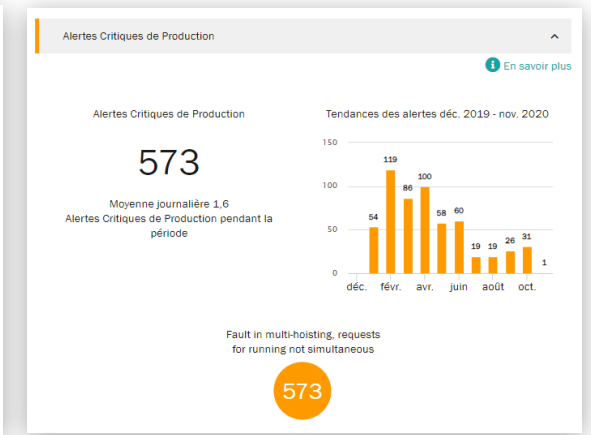 Alertes Critiques de Production
En savoir plus
Alertes Critiques de Production
573
Moyenne journalière 1,6
Alertes Critiques de Production pendant la
période
Tendances des alertes déc. 2019 - nov. 2020
150
100
50
0
54
119
86
100
58
60
19
19
26
31
1
déc.
févr.
avr.
juin
août
oct.
Fault in multi-hoisting, requests
for running not simultaneous
573